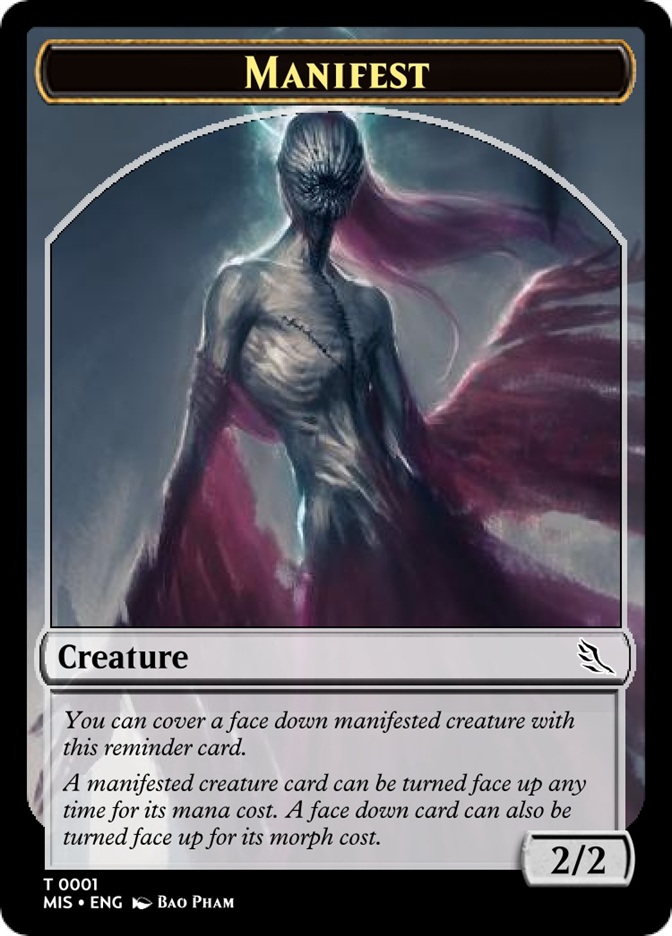 MANIFEST
Creature
You can cover a face down manifested creature with
this reminder card.
A manifested creature card can be turned face up any
time for its mana cost. A face down card can also be
turned face up for its morph cost.
2/2
T 0001
MIS • ENG BAO PHAM